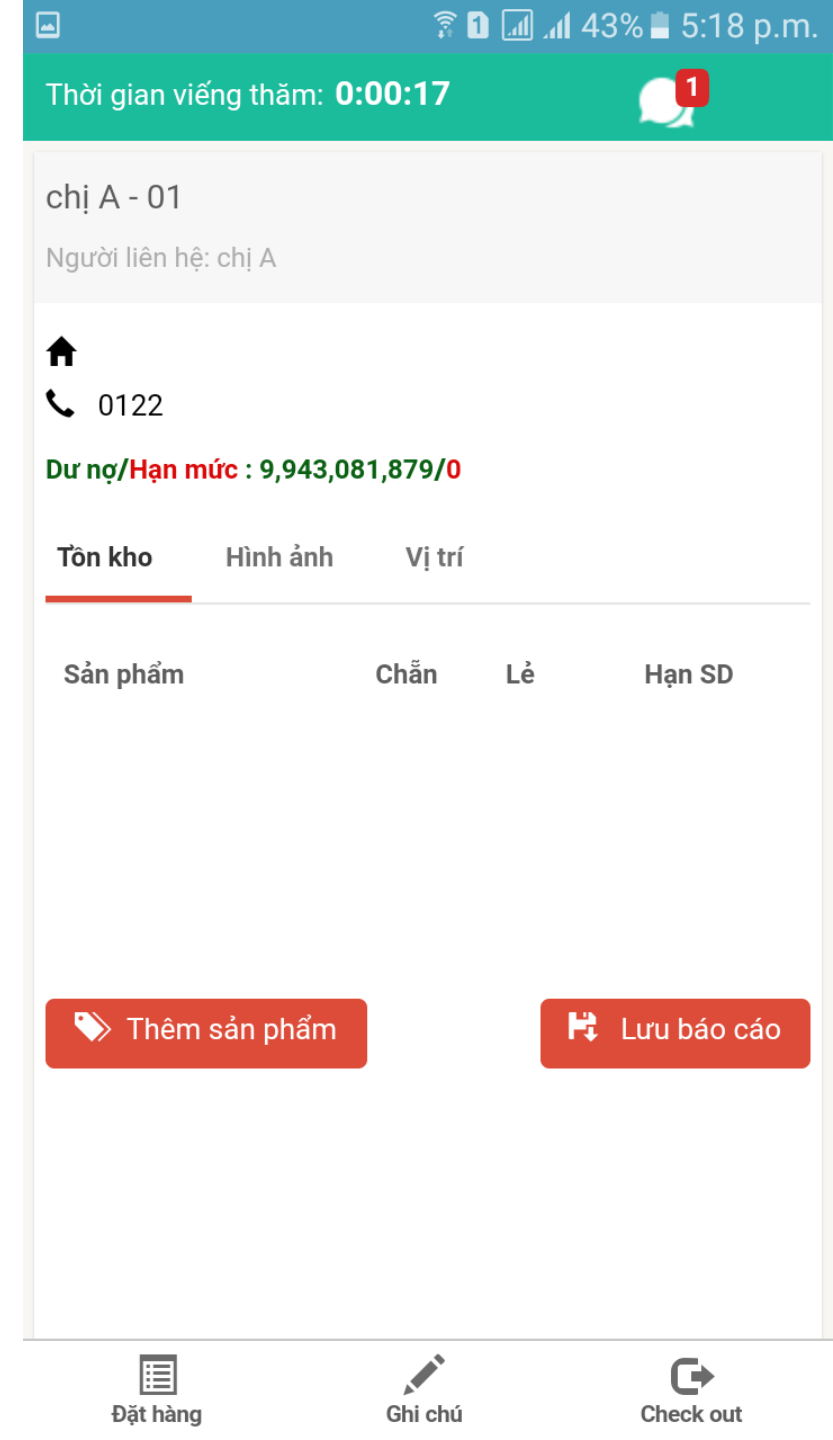 1 43% 5:18 p.m.
Thời gian viếng thăm: 0:00:17
1
chị A - 01
Người liên hệ: chị A
0122
Dư nợ/Hạn mức : 9,943,081,879/0
Tồn kho Hình ảnh Vị trí
Sản phẩm Chẵn Lẻ Hạn SD
Thêm sản phẩm Lưu báo cáo
Đặt hàng Ghi chú Check out